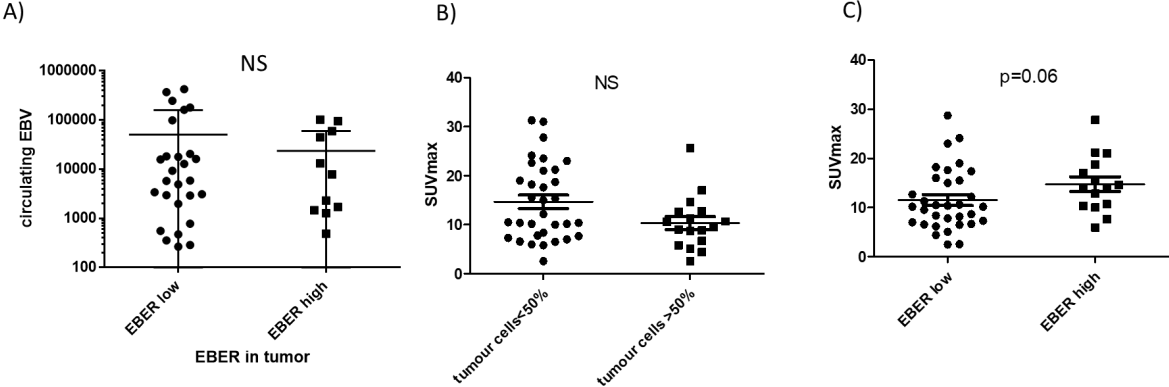 A)
NS
1000000
100000
10000
1000
100
circulating EBV
EBER low
EBER high
EBER in tumor
B)
NS
40
30
20
10
0
SUVmax
tumour cells<50%
tumour cells >50%
C)
p=0.06
40
30
20
10
0
SUVmax
EBER low
EBER high